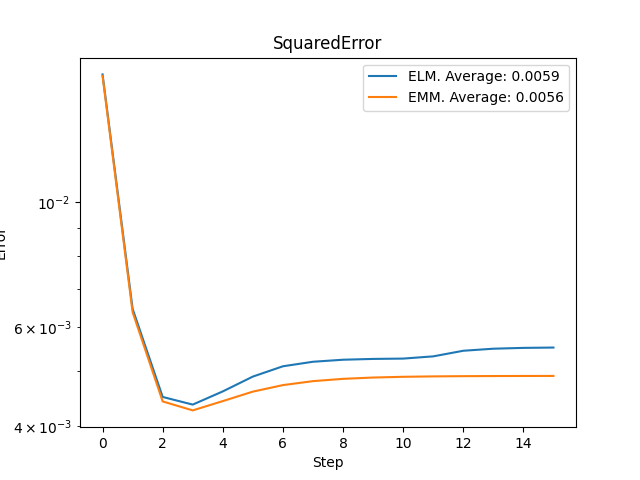 SquaredError
ELM. Average: 0.0059
EMM. Average: 0.0056
10⁻²
6 × 10⁻³
4 × 10⁻³
Error
0 2 4 6 8 10 12 14
Step